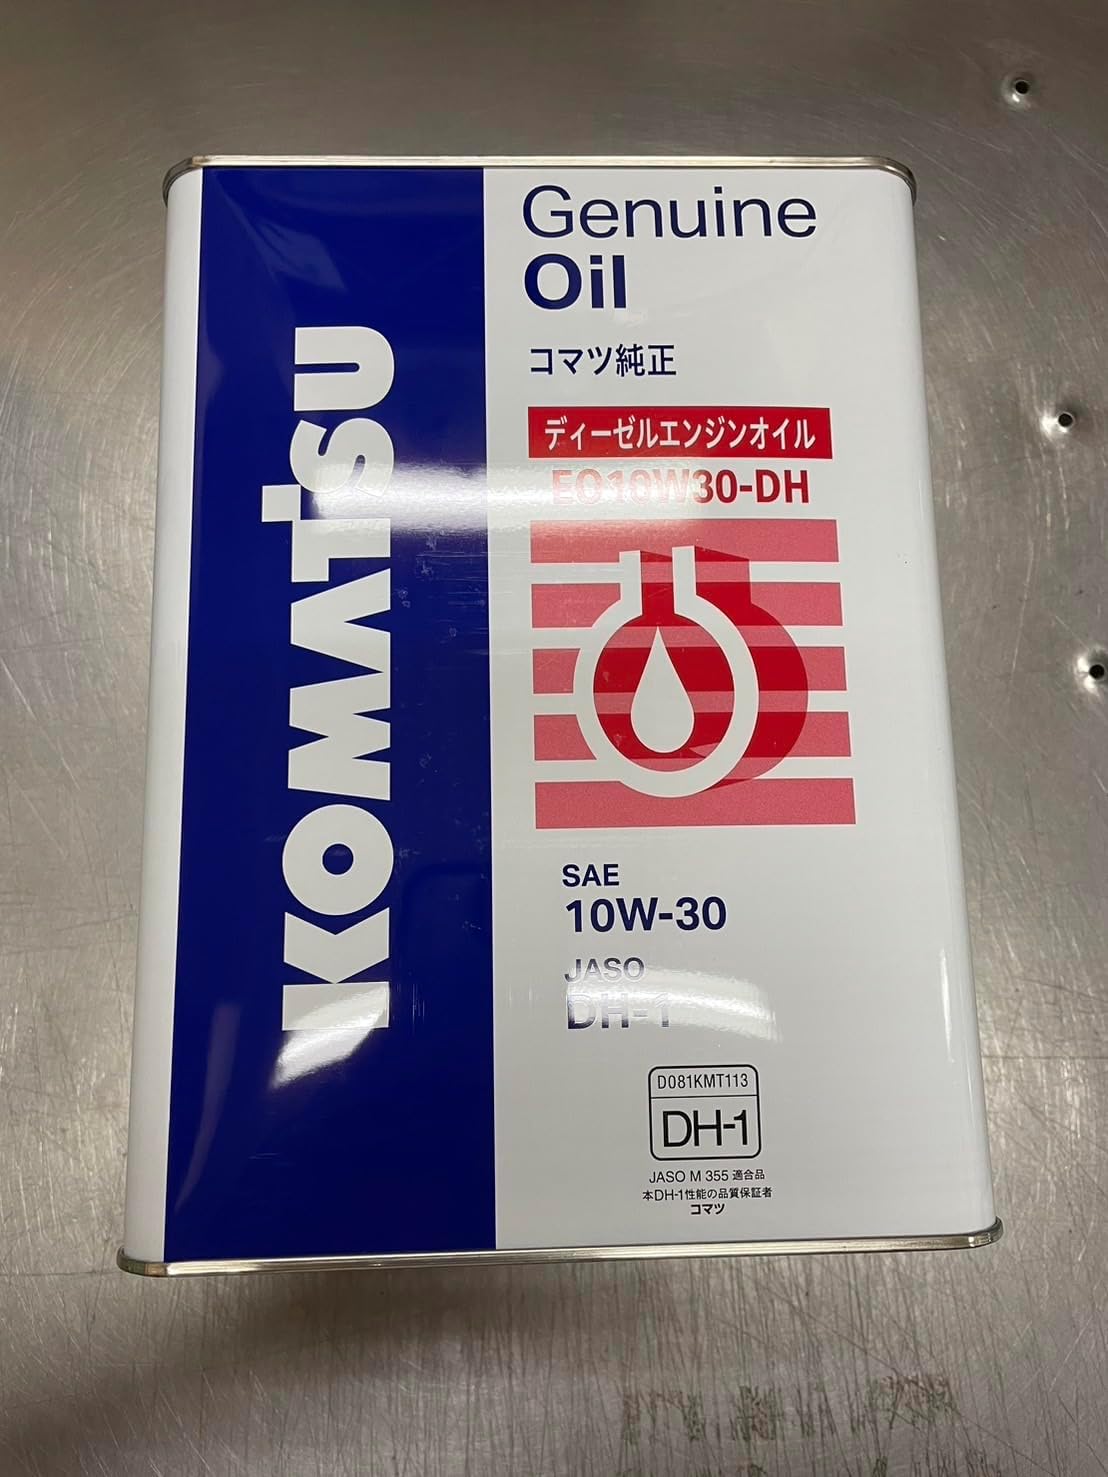 KOMATSU
Genuine
Oil
コマツ純正
ディーゼルエンジンオイル
EO10W30-DH
SAE
10W-30
JASO
DH-1
D081KMT113
DH-1
JASO M 355 適合品
本DH-1性能の品質保証者
コマツ